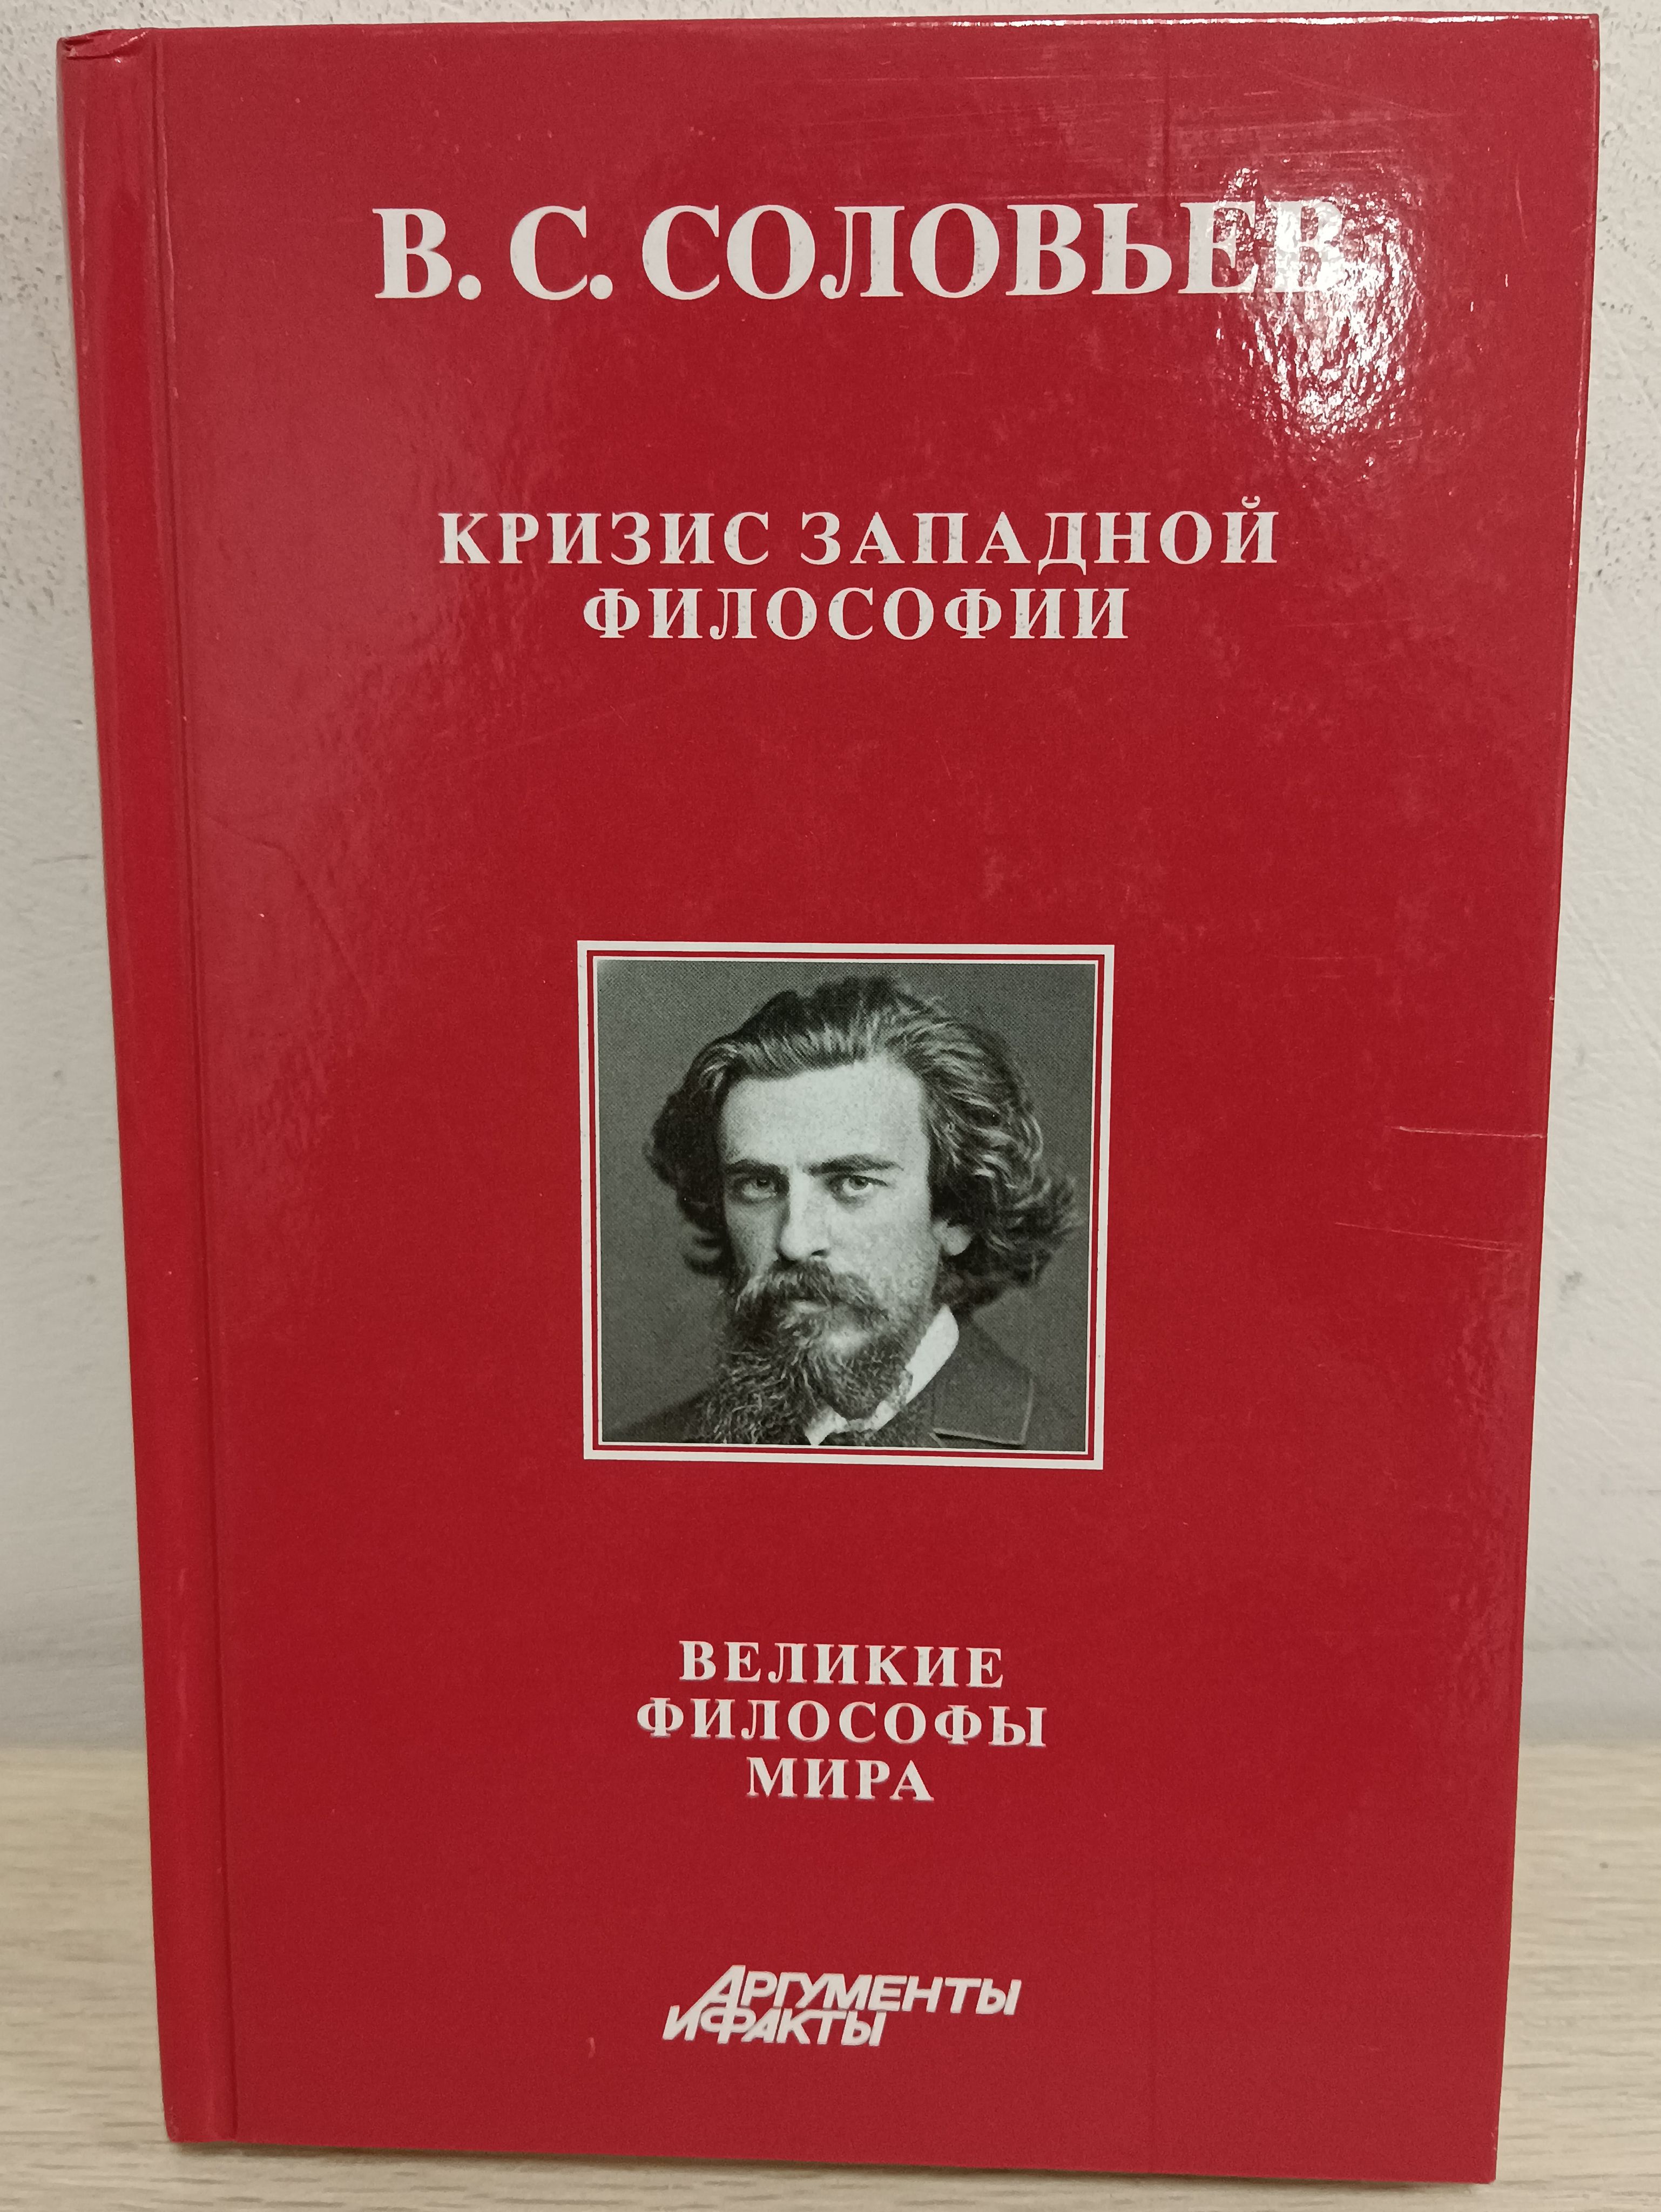 В. С. СОЛОВЬЕВ
КРИЗИС ЗАПАДНОЙ
ФИЛОСОФИИ
ВЕЛИКИЕ
ФИЛОСОФЫ
МИРА
АРГУМЕНТЫ
И ФАКТЫ